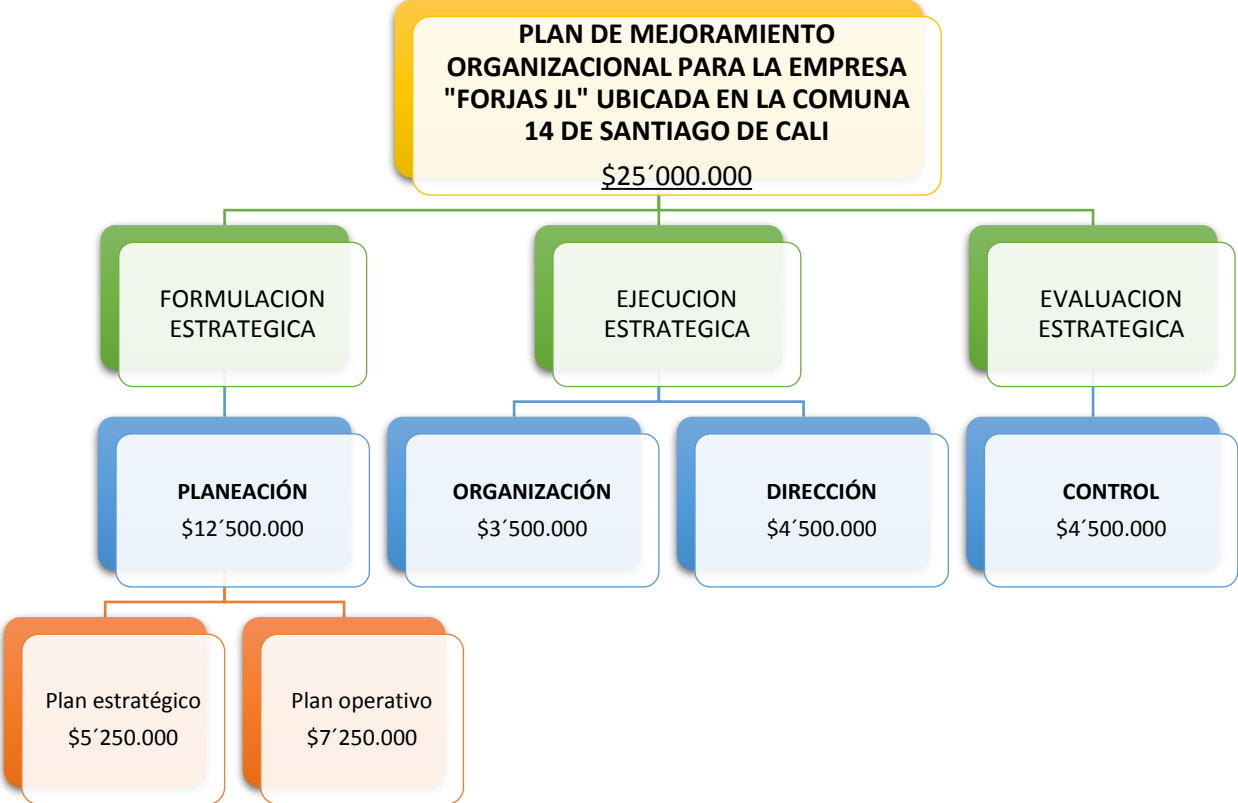 PLAN DE MEJORAMIENTO
ORGANIZACIONAL PARA LA EMPRESA
"FORJAS JL" UBICADA EN LA COMUNA
14 DE SANTIAGO DE CALI
$25´000.000
FORMULACION
ESTRATEGICA
EJECUCION
ESTRATEGICA
EVALUACION
ESTRATEGICA
PLANEACIÓN
$12´500.000
ORGANIZACIÓN
$3´500.000
DIRECCIÓN
$4´500.000
CONTROL
$4´500.000
Plan estratégico
$5´250.000
Plan operativo
$7´250.000